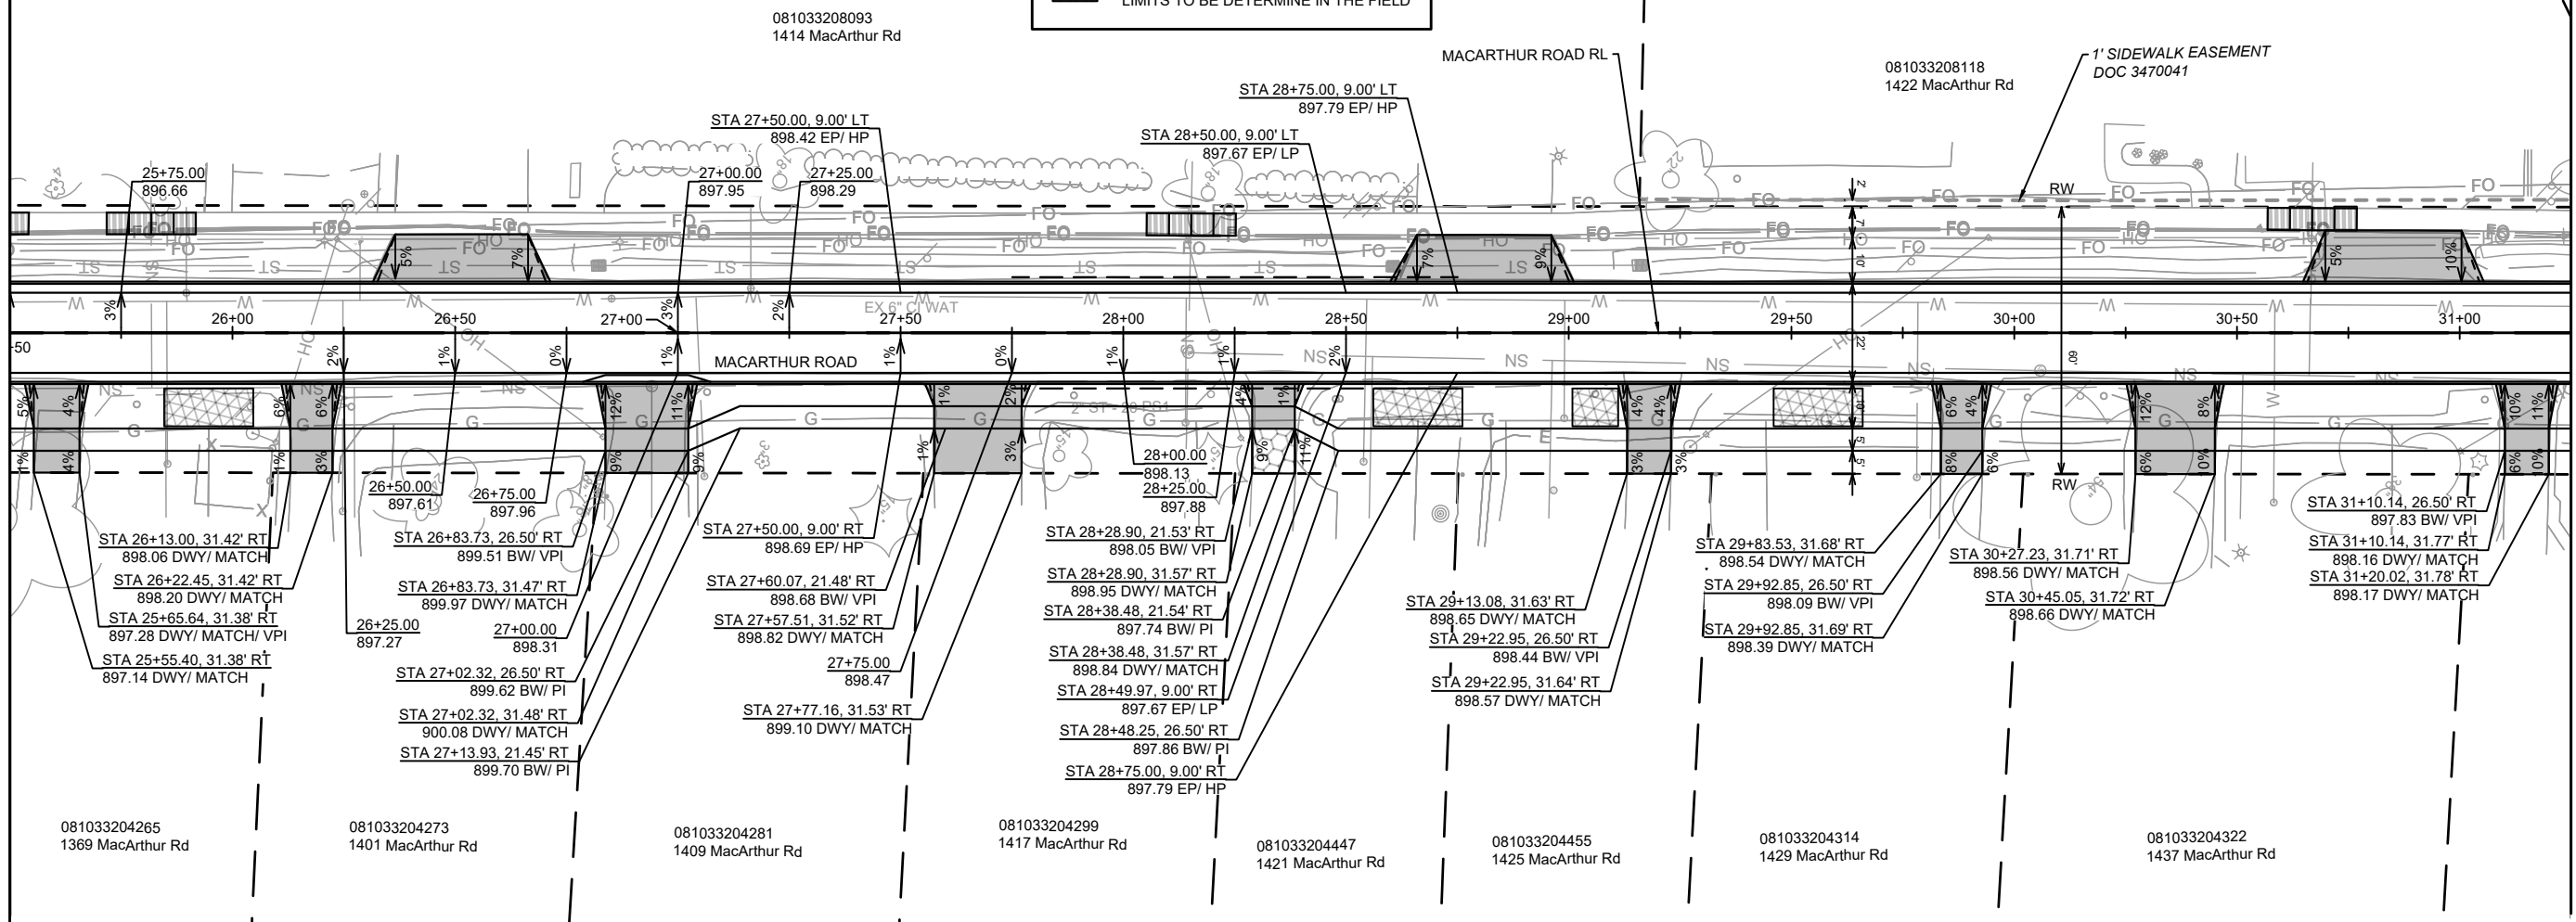 LIMITS TO BE DETERMINE IN THE FIELD
081033208093
1414 MacArthur Rd
MACARTHUR ROAD RL
1' SIDEWALK EASEMENT
DOC 3470041
081033208118
1422 MacArthur Rd
STA 28+75.00, 9.00' LT
897.79 EP/ HP
STA 27+50.00, 9.00' LT
898.42 EP/ HP
STA 28+50.00, 9.00' LT
897.67 EP/ LP
25+75.00
896.66
27+00.00
897.95
27+25.00
898.29
RW
EX 6" CI WAT
-50
26+00
26+50
27+00
27+50
28+00
28+50
29+00
29+50
30+00
30+50
31+00
MACARTHUR ROAD
22'
60'
RW
28+00.00
898.13
28+25.00
897.88
26+50.00
897.61
26+75.00
897.96
STA 26+13.00, 31.42' RT
898.06 DWY/ MATCH
STA 26+22.45, 31.42' RT
898.20 DWY/ MATCH
STA 25+65.64, 31.38' RT
897.28 DWY/ MATCH/ VPI
STA 25+55.40, 31.38' RT
897.14 DWY/ MATCH
26+25.00
897.27
STA 26+83.73, 26.50' RT
899.51 BW/ VPI
STA 26+83.73, 31.47' RT
899.97 DWY/ MATCH
27+00.00
898.31
STA 27+02.32, 26.50' RT
899.62 BW/ PI
STA 27+02.32, 31.48' RT
900.08 DWY/ MATCH
STA 27+13.93, 21.45' RT
899.70 BW/ PI
STA 27+50.00, 9.00' RT
898.69 EP/ HP
STA 27+60.07, 21.48' RT
898.68 BW/ VPI
STA 27+57.51, 31.52' RT
898.82 DWY/ MATCH
27+75.00
898.47
STA 27+77.16, 31.53' RT
899.10 DWY/ MATCH
STA 28+28.90, 21.53' RT
898.05 BW/ VPI
STA 28+28.90, 31.57' RT
898.95 DWY/ MATCH
STA 28+38.48, 21.54' RT
897.74 BW/ PI
STA 28+38.48, 31.57' RT
898.84 DWY/ MATCH
STA 28+49.97, 9.00' RT
897.67 EP/ LP
STA 28+48.25, 26.50' RT
897.86 BW/ PI
STA 28+75.00, 9.00' RT
897.79 EP/ HP
STA 29+13.08, 31.63' RT
898.65 DWY/ MATCH
STA 29+22.95, 26.50' RT
898.44 BW/ VPI
STA 29+22.95, 31.64' RT
898.57 DWY/ MATCH
STA 29+83.53, 31.68' RT
898.54 DWY/ MATCH
STA 29+92.85, 26.50' RT
898.09 BW/ VPI
STA 29+92.85, 31.69' RT
898.39 DWY/ MATCH
STA 30+27.23, 31.71' RT
898.56 DWY/ MATCH
STA 30+45.05, 31.72' RT
898.66 DWY/ MATCH
STA 31+10.14, 26.50' RT
897.83 BW/ VPI
STA 31+10.14, 31.77' RT
898.16 DWY/ MATCH
STA 31+20.02, 31.78' RT
898.17 DWY/ MATCH
081033204265
1369 MacArthur Rd
081033204273
1401 MacArthur Rd
081033204281
1409 MacArthur Rd
081033204299
1417 MacArthur Rd
081033204447
1421 MacArthur Rd
081033204455
1425 MacArthur Rd
081033204314
1429 MacArthur Rd
081033204322
1437 MacArthur Rd